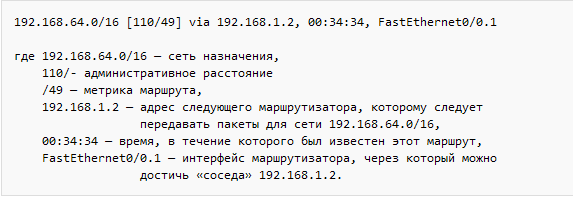 192.168.64.0/16 [110/49] via 192.168.1.2, 00:34:34, FastEthernet0/0.1
где 192.168.64.0/16 — сеть назначения,
110/- административное расстояние
/49 — метрика маршрута,
192.168.1.2 — адрес следующего маршрутизатора, которому следует
передавать пакеты для сети 192.168.64.0/16,
00:34:34 — время, в течение которого был известен этот маршрут,
FastEthernet0/0.1 — интерфейс маршрутизатора, через который можно
достичь «соседа» 192.168.1.2.